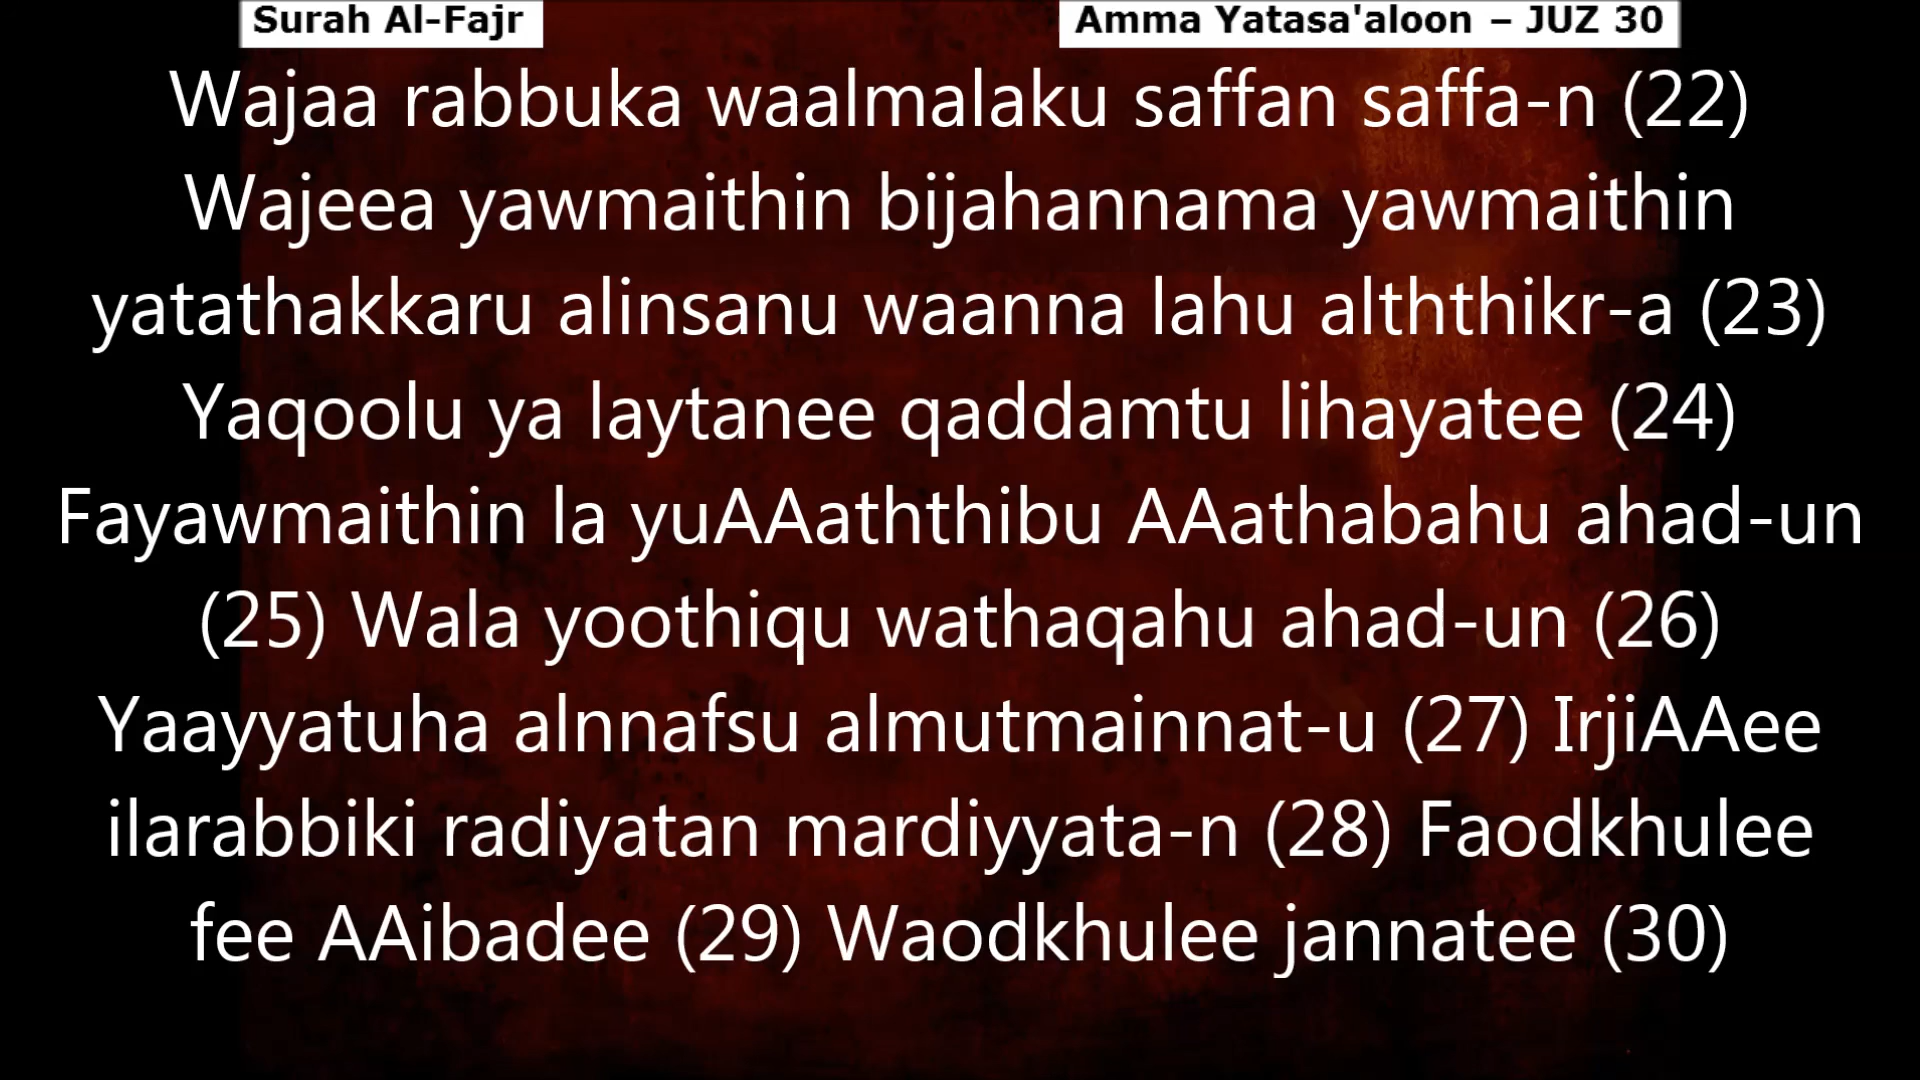 Surah Al-Fajr
Amma Yatasa'aloon – JUZ 30
Wajaa rabbuka waalmalaku saffan saffa-n (22)
Wajeea yawmaithin bijahannama yawmaithin
yatathakkaru alinsanu waanna lahu alththikr-a (23)
Yaqoolu ya laytanee qaddamtu lihayatee (24)
Fayawmaithin la yuAAaththibu AAathabahu ahad-un
(25) Wala yoothiqu wathaqahu ahad-un (26)
Yaayyatuha alnnafsu almutmainnat-u (27) IrjiAAee
ilarabbiki radiyatan mardiyyata-n (28) Faodkhulee
fee AAibadee (29) Waodkhulee jannatee (30)